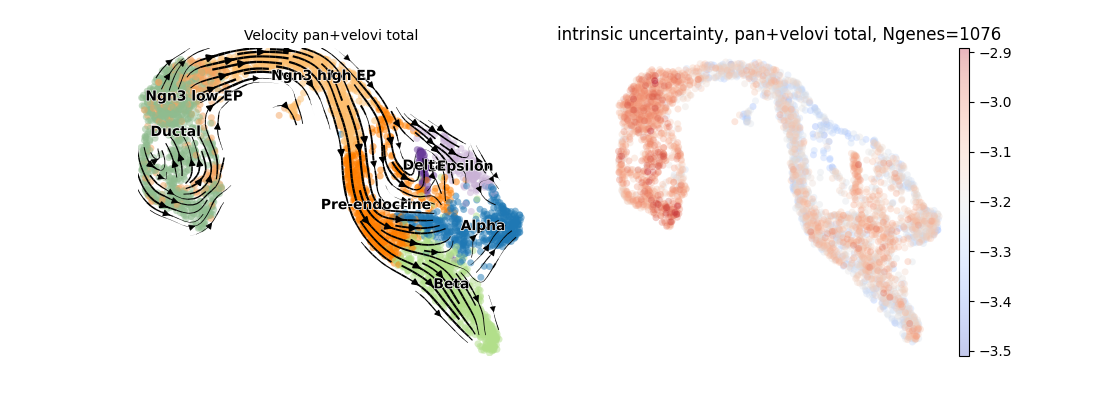 Velocity pan+velovi total
Ngn3 high EP
Ngn3 low EP
Ductal
Delta
Epsilon
Pre-endocrine
Alpha
Beta
intrinsic uncertainty, pan+velovi total, Ngenes=1076
−2.9
−3.0
−3.1
−3.2
−3.3
−3.4
−3.5